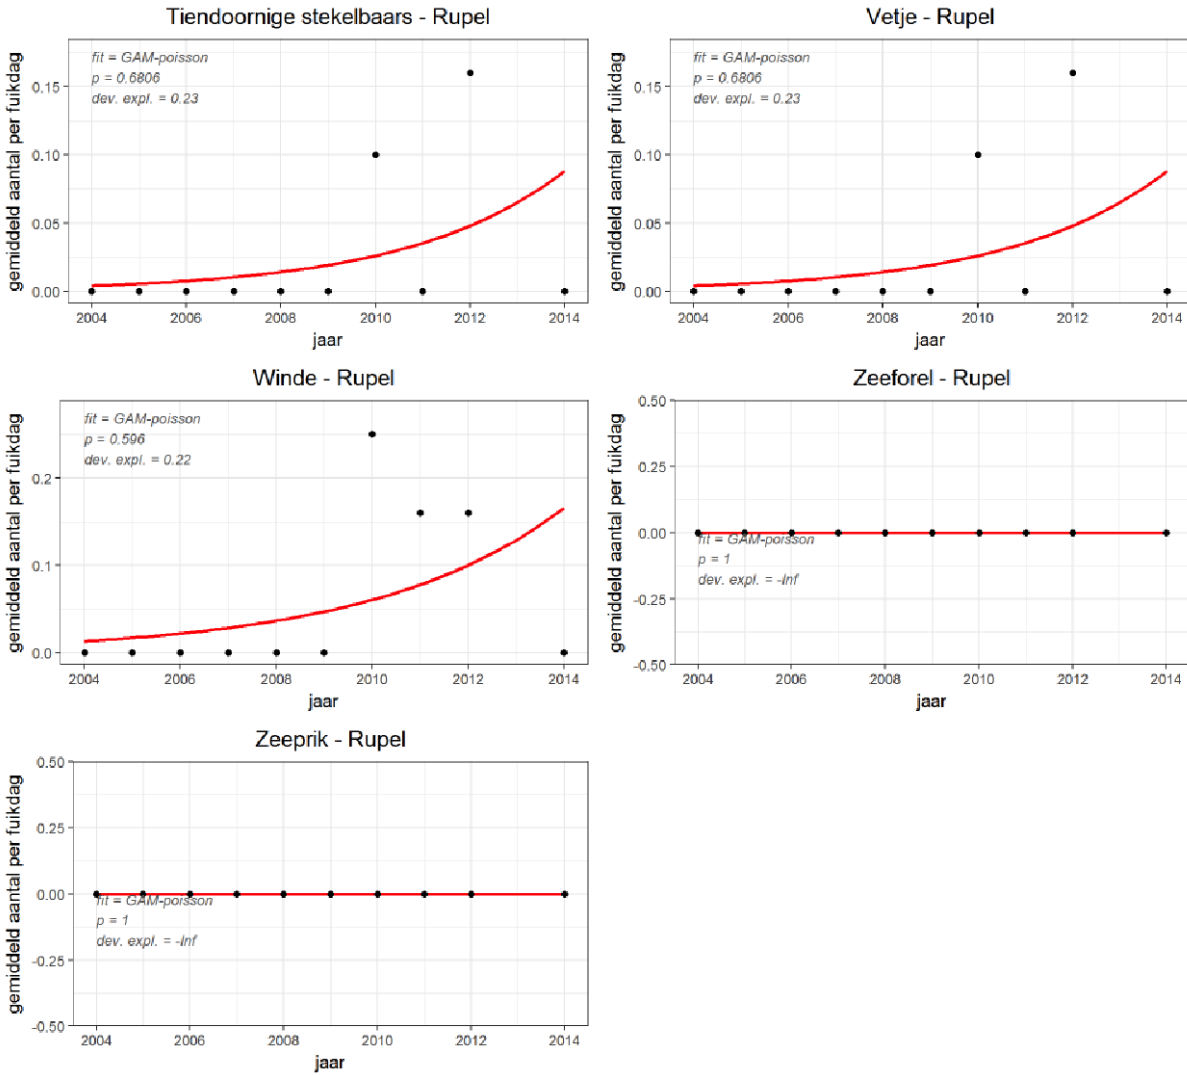 Tiendoornige stekelbaars - Rupel
fit = GAM-poisson
p = 0.6806
dev. expl. = 0.23
gemiddeld aantal per fuikdag
0.15
0.10
0.05
0.00
2004 2006 2008 2010 2012 2014
jaar
Vetje - Rupel
fit = GAM-poisson
p = 0.6806
dev. expl. = 0.23
gemiddeld aantal per fuikdag
0.15
0.10
0.05
0.00
2004 2006 2008 2010 2012 2014
jaar
Winde - Rupel
fit = GAM-poisson
p = 0.596
dev. expl. = 0.22
gemiddeld aantal per fuikdag
0.2
0.1
0.0
2004 2006 2008 2010 2012 2014
jaar
Zeeforel - Rupel
gemiddeld aantal per fuikdag
0.50
0.25
0.00
fit = GAM-poisson
p = 1
dev. expl. = -Inf
-0.25
-0.50
2004 2006 2008 2010 2012 2014
jaar
Zeeprik - Rupel
gemiddeld aantal per fuikdag
0.50
0.25
0.00
fit = GAM-poisson
p = 1
dev. expl. = -Inf
-0.25
-0.50
2004 2006 2008 2010 2012 2014
jaar